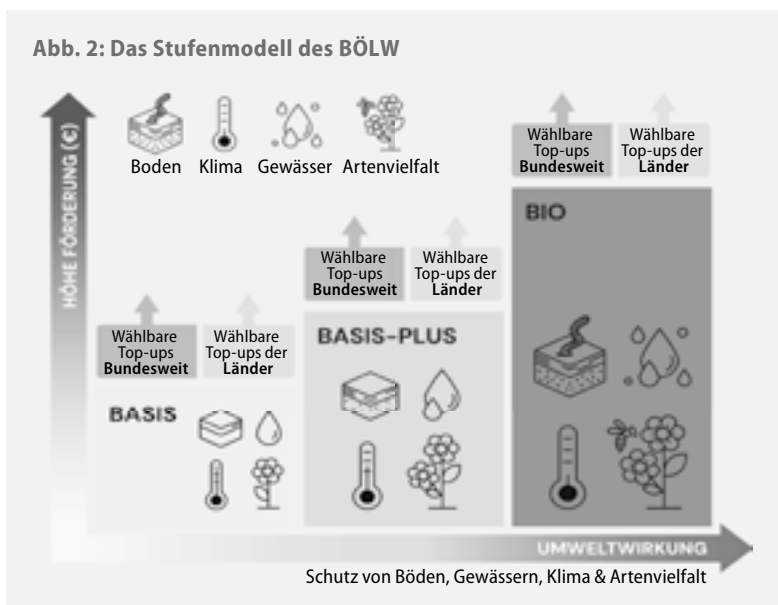 Abb. 2: Das Stufenmodell des BÖLW
HÖHE FÖRDERUNG (€)
Boden Klima Gewässer Artenvielfalt
Wählbare
Top-ups
Bundesweit
Wählbare
Top-ups der
Länder
BASIS
Wählbare
Top-ups
Bundesweit
Wählbare
Top-ups der
Länder
BASIS-PLUS
Wählbare
Top-ups
Bundesweit
Wählbare
Top-ups der
Länder
BIO
UMWELTWIRKUNG
Schutz von Böden, Gewässern, Klima & Artenvielfalt